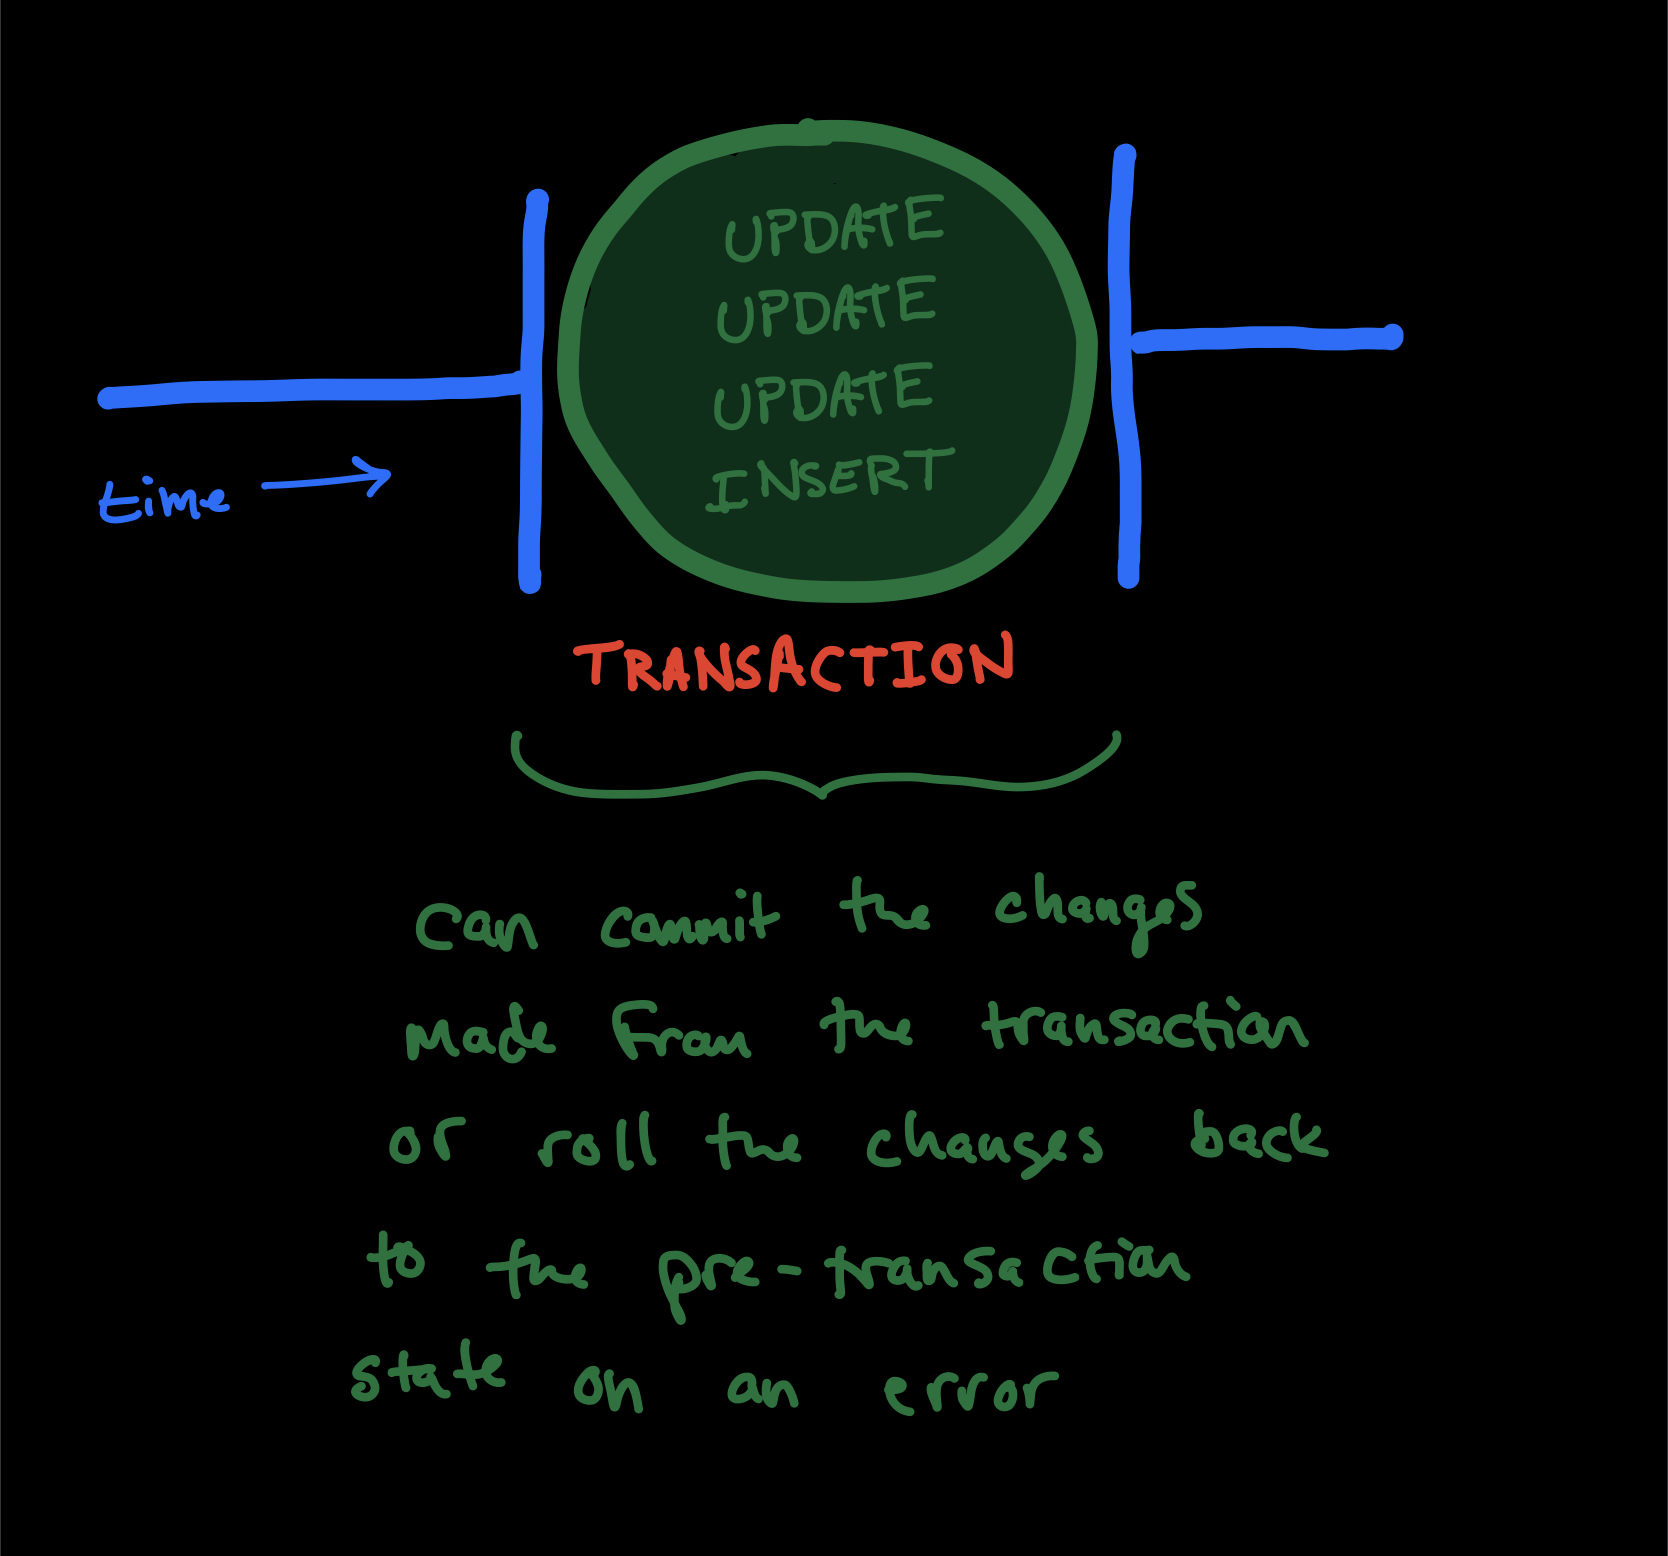 UPDATE
UPDATE
UPDATE
INSERT
time
TRANSACTION
can commit the changes
made from the transaction
or roll the changes back
to the pre-transaction
state on an error